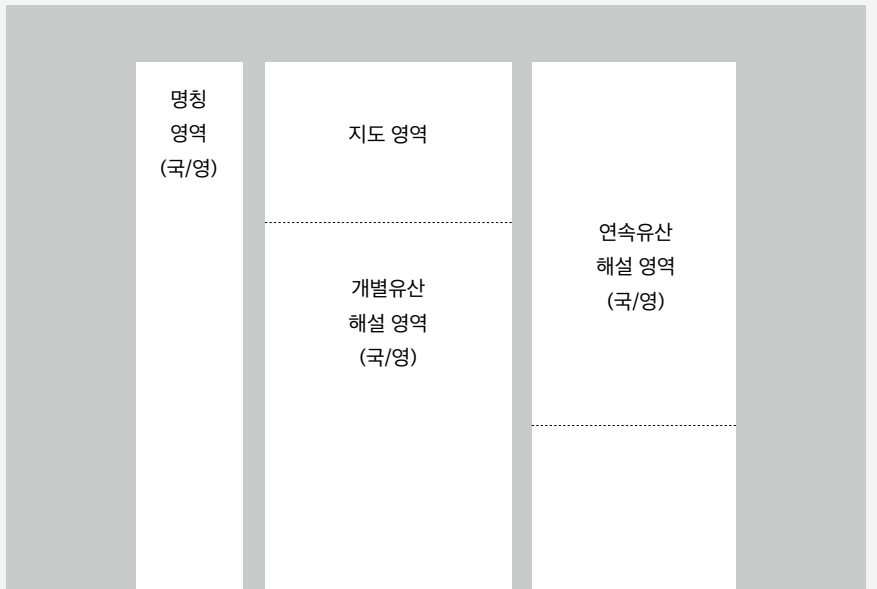 명칭
영역
(국/영)
지도 영역
개별유산
해설 영역
(국/영)
연속유산
해설 영역
(국/영)